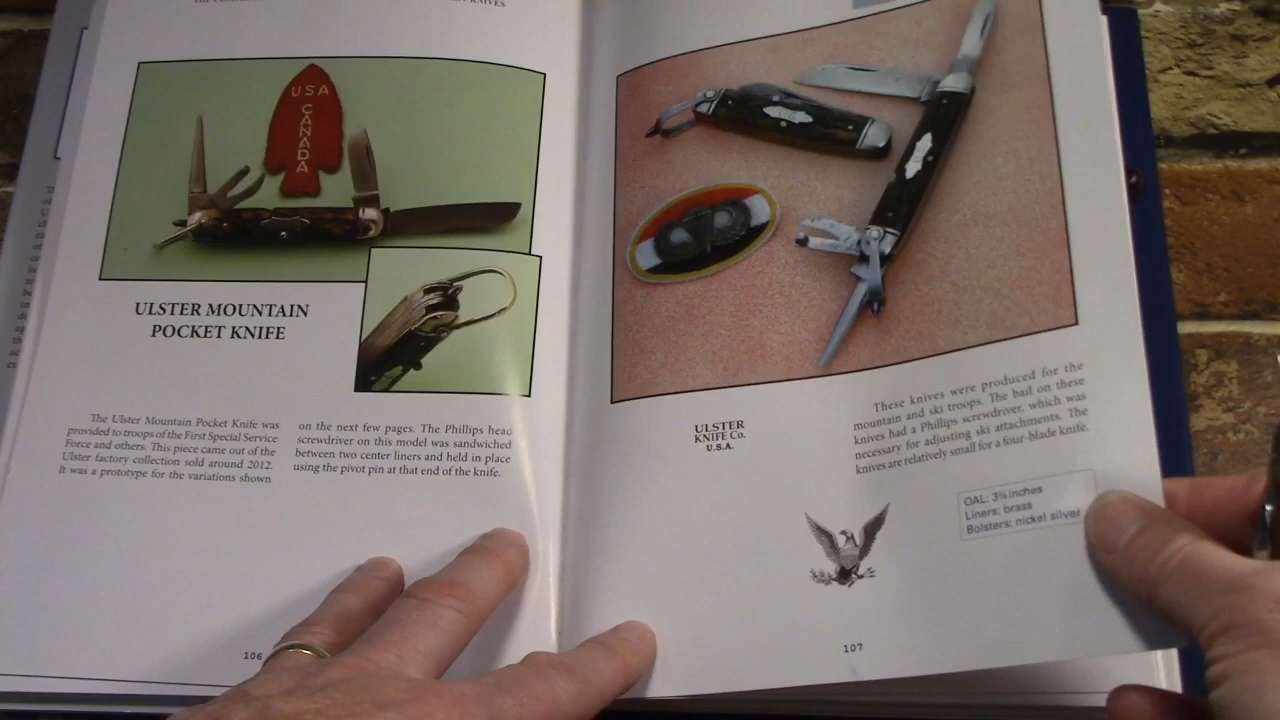 KNIVES
USA
CANADA
ULSTER MOUNTAIN
POCKET KNIFE
The Ulster Mountain Pocket Knife was
provided to troops of the First Special Service
Force and others. This piece came out of the
Ulster factory collection sold around 2012.
It was a prototype for the variations shown
on the next few pages. The Phillips head
screwdriver on this model was sandwiched
between two center liners and held in place
using the pivot pin at that end of the knife.
106
ULSTER
KNIFE Co.
U.S.A.
These knives were produced for the
mountain and ski troops. The bail on these
knives had a Phillips screwdriver, which was
necessary for adjusting ski attachments. The
knives are relatively small for a four-blade knife.
Liners: brass
Bolsters: nickel silver
107